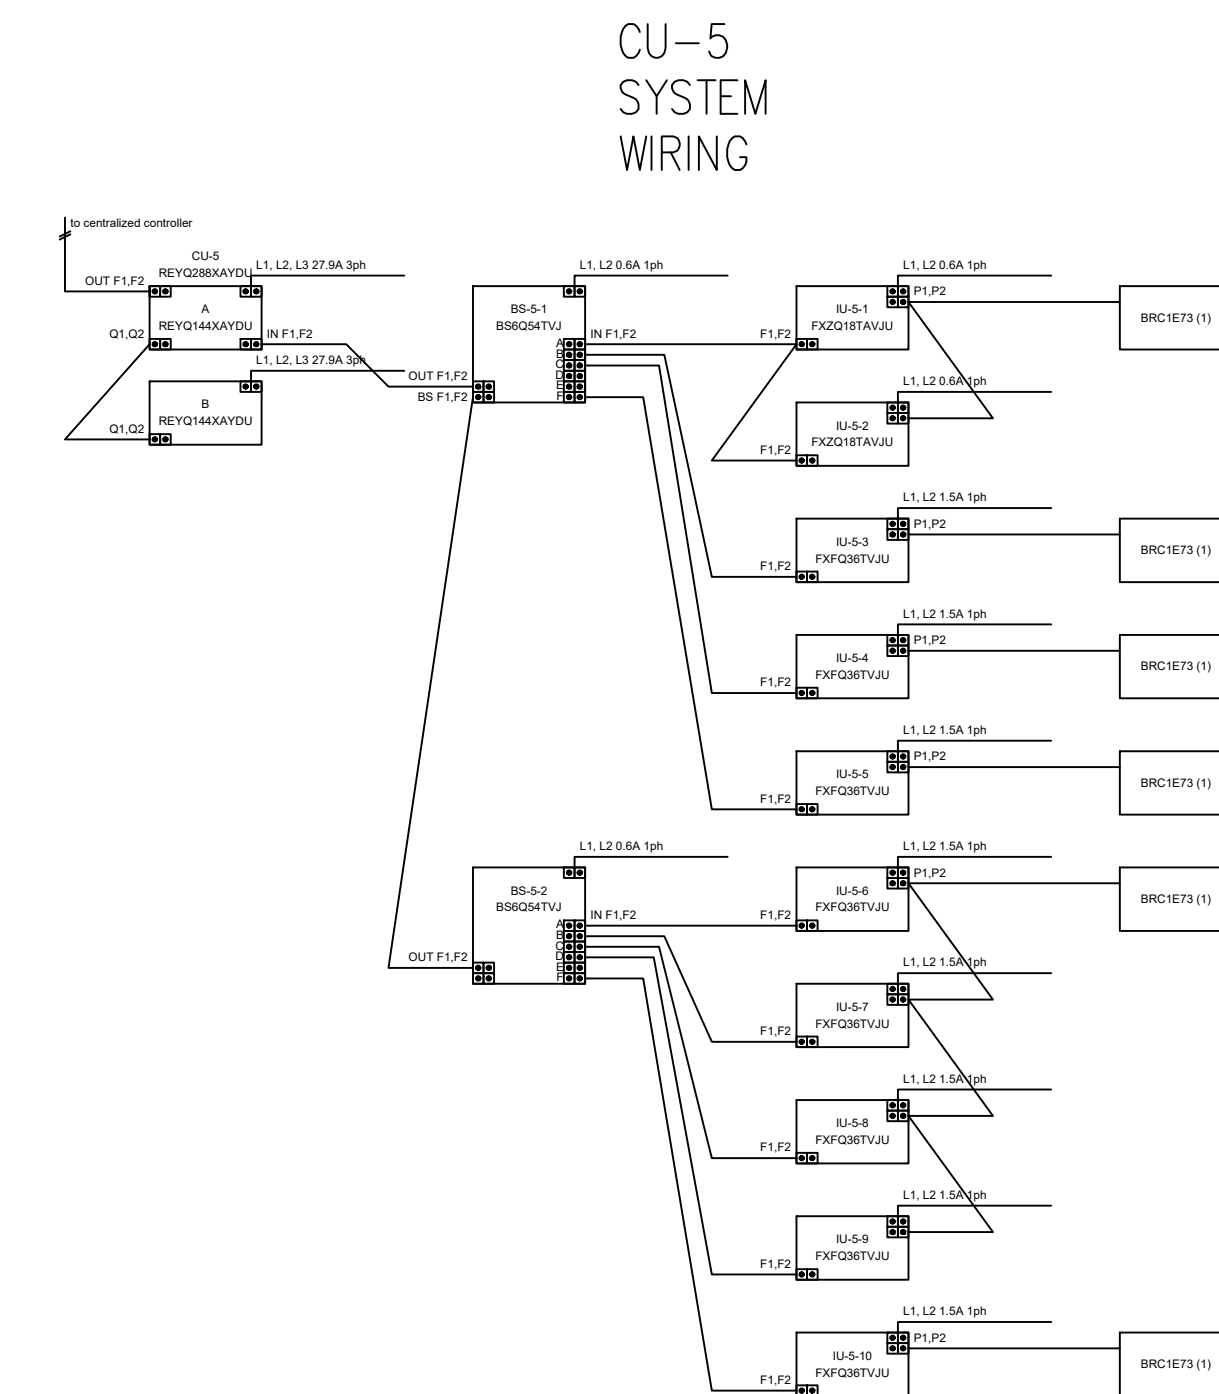 CU-5
SYSTEM
WIRING
to centralized controller
CU-5
REYQ288XAYDU
L1, L2, L3 27.9A 3ph
OUT F1,F2
A
REYQ144XAYDU
Q1,Q2
IN F1,F2
L1, L2, L3 27.9A 3ph
B
REYQ144XAYDU
Q1,Q2
L1, L2 0.6A 1ph
BS-5-1
BS6Q54TVJ
IN F1,F2
A
B
C
D
E
F
OUT F1,F2
BS F1,F2
L1, L2 0.6A 1ph
P1,P2
IU-5-1
FXZQ18TAVJU
F1,F2
BRC1E73 (1)
L1, L2 0.6A 1ph
IU-5-2
FXZQ18TAVJU
F1,F2
L1, L2 1.5A 1ph
P1,P2
IU-5-3
FXFQ36TVJU
F1,F2
BRC1E73 (1)
L1, L2 1.5A 1ph
P1,P2
IU-5-4
FXFQ36TVJU
F1,F2
BRC1E73 (1)
L1, L2 1.5A 1ph
P1,P2
IU-5-5
FXFQ36TVJU
F1,F2
BRC1E73 (1)
L1, L2 0.6A 1ph
BS-5-2
BS6Q54TVJ
IN F1,F2
A
B
C
D
E
F
OUT F1,F2
L1, L2 1.5A 1ph
P1,P2
IU-5-6
FXFQ36TVJU
F1,F2
BRC1E73 (1)
L1, L2 1.5A 1ph
IU-5-7
FXFQ36TVJU
F1,F2
L1, L2 1.5A 1ph
IU-5-8
FXFQ36TVJU
F1,F2
L1, L2 1.5A 1ph
IU-5-9
FXFQ36TVJU
F1,F2
L1, L2 1.5A 1ph
P1,P2
IU-5-10
FXFQ36TVJU
F1,F2
BRC1E73 (1)